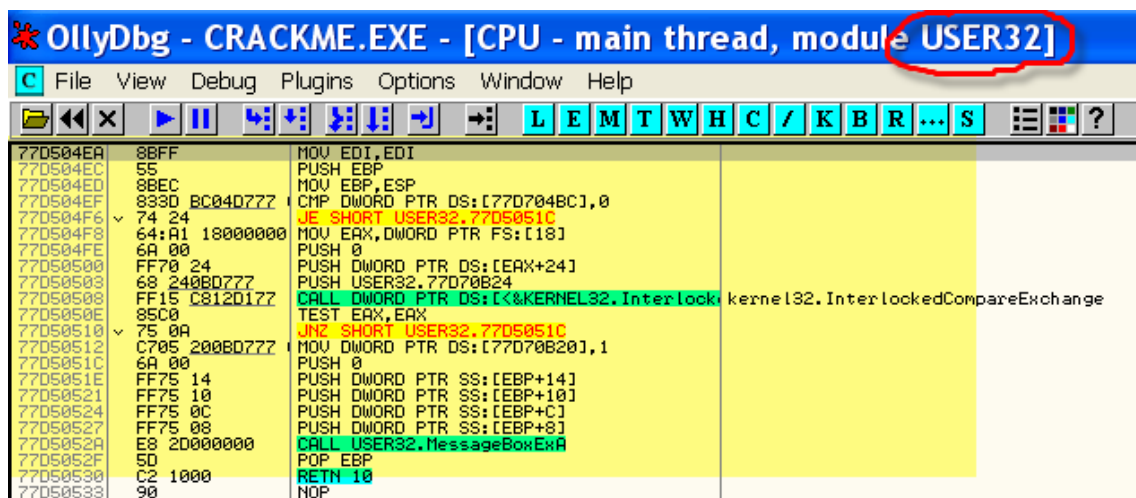 OllyDbg - CRACKME.EXE - [CPU - main thread, module USER32]
C File View Debug Plugins Options Window Help
L E M T W H C / K B R ... S ?
77D504EA 8BFF MOV EDI,EDI
77D504EC 55 PUSH EBP
77D504ED 8BEC MOV EBP,ESP
77D504EF 833D BC04D777 CMP DWORD PTR DS:[77D704BC],0
77D504F6 74 24 JE SHORT USER32.77D5051C
77D504F8 64:A1 18000000 MOV EAX,DWORD PTR FS:[18]
77D504FE 6A 00 PUSH 0
77D50500 FF70 24 PUSH DWORD PTR DS:[EAX+24]
77D50503 68 240BD777 PUSH USER32.77D70B24
77D50508 FF15 C812D177 CALL DWORD PTR DS:[<&KERNEL32.Interlock kernel32.InterlockedCompareExchange
77D5050E 85C0 TEST EAX,EAX
77D50510 75 0A JNZ SHORT USER32.77D5051C
77D50512 C705 200BD777 MOV DWORD PTR DS:[77D70B20],1
77D5051C 6A 00 PUSH 0
77D5051E FF75 14 PUSH DWORD PTR SS:[EBP+14]
77D50521 FF75 10 PUSH DWORD PTR SS:[EBP+10]
77D50524 FF75 0C PUSH DWORD PTR SS:[EBP+C]
77D50527 FF75 08 PUSH DWORD PTR SS:[EBP+8]
77D5052A E8 2D000000 CALL USER32.MessageBoxExA
77D5052F 5D POP EBP
77D50530 C2 1000 RETN 10
77D50533 90 NOP